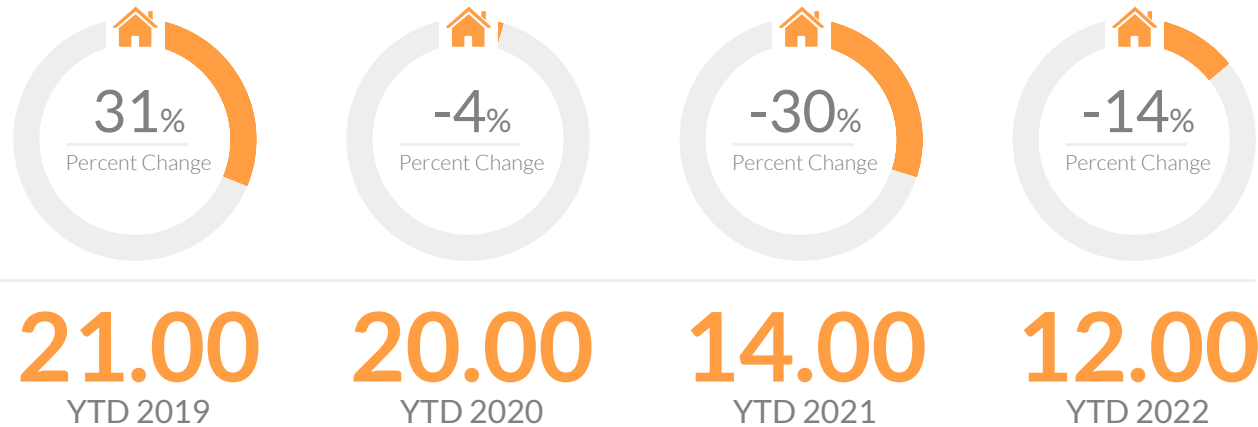 31%
Percent Change
-4%
Percent Change
-30%
Percent Change
-14%
Percent Change
21.00
YTD 2019
20.00
YTD 2020
14.00
YTD 2021
12.00
YTD 2022